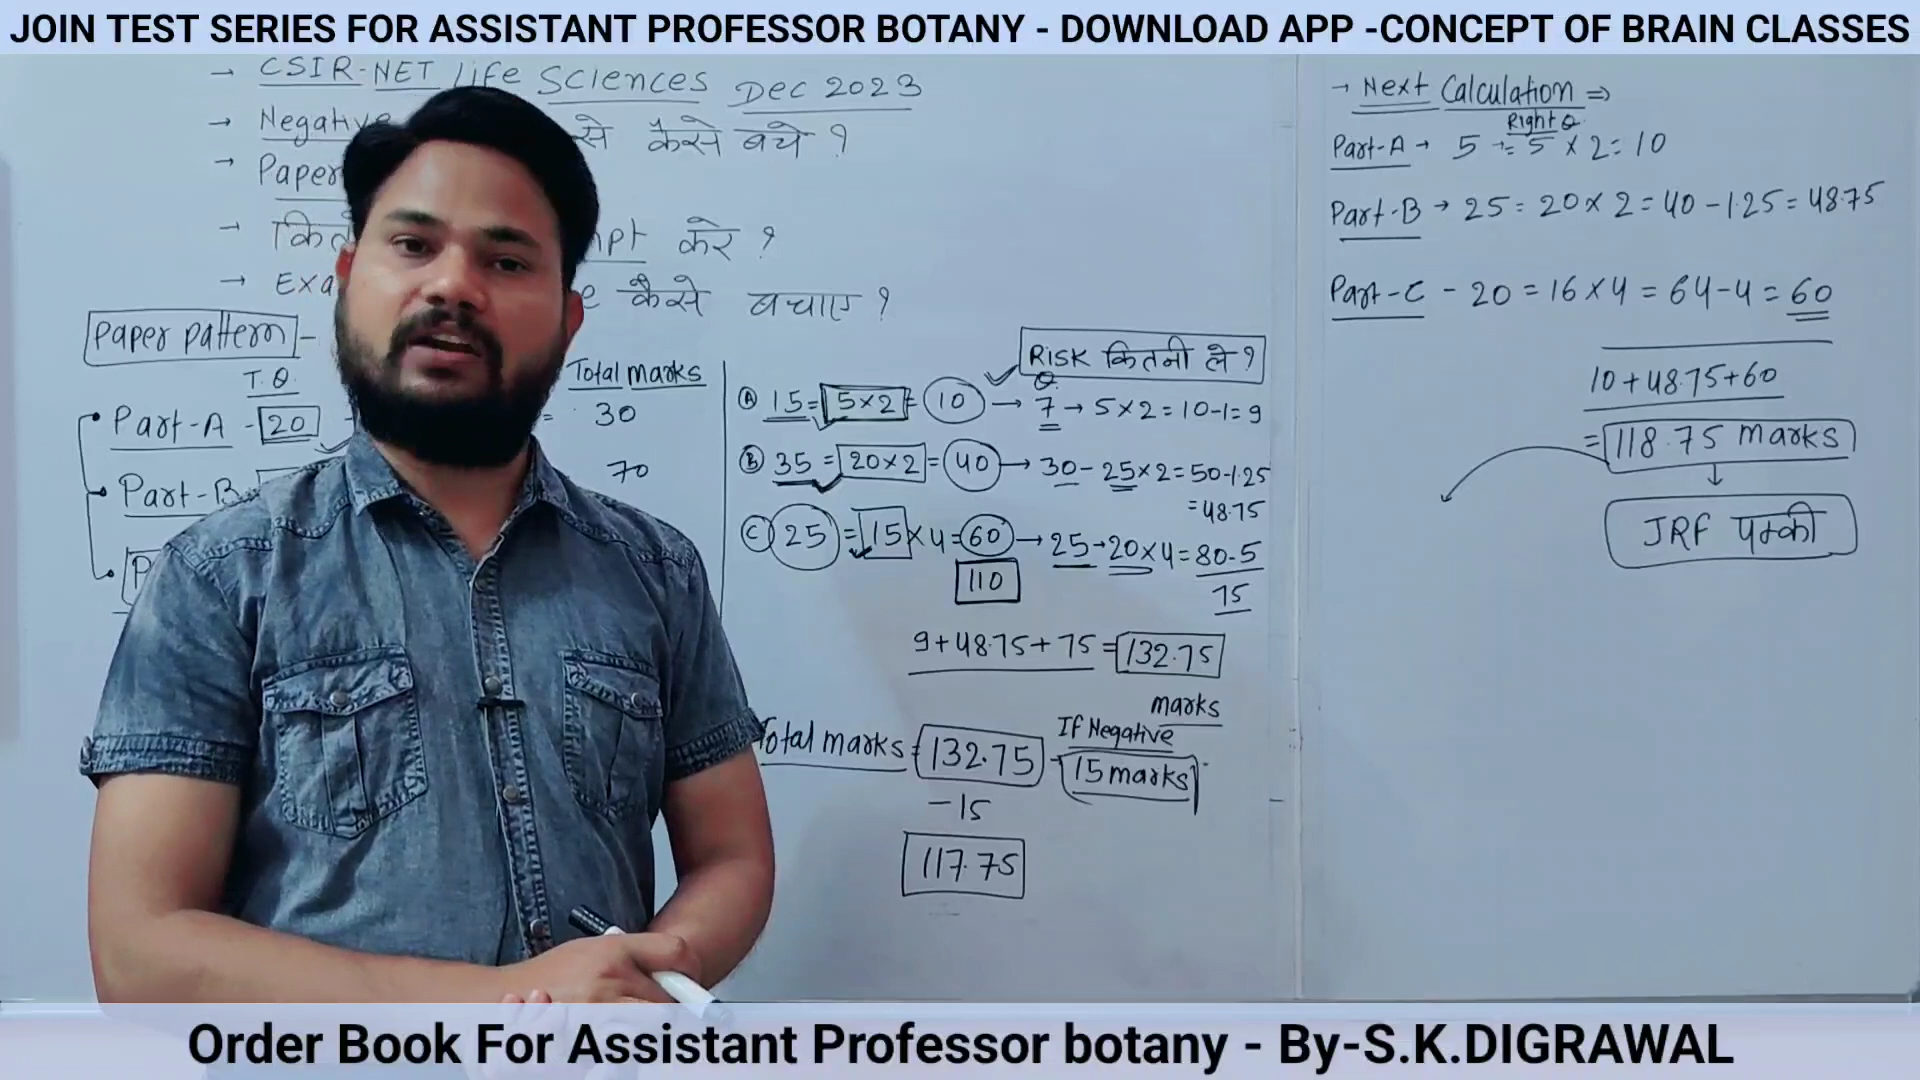 JOIN TEST SERIES FOR ASSISTANT PROFESSOR BOTANY - DOWNLOAD APP -CONCEPT OF BRAIN CLASSES
→ CSIR-NET Life Sciences Dec 2023
→ Negative से कैसे बचे ?
→ Paper
→ करे ?
→ कैसे बचाए ?
Paper pattern -
T.Q. Total marks
Part-A - 20 = 30
Part-B 70
Risk कितनी ले ?
Q.
(A) 15 = 5×2 = 10 → 7 → 5×2 = 10-1 = 9
(B) 35 = 20×2 = 40 → 30 - 25×2 = 50-1.25
= 48.75
(C) 25 = 15×4 = 60 → 25→20×4 = 80-5
110
75
9+48.75+75 = 132.75
marks
If Negative
Total marks = 132.75 - 15 marks
-15
117.75
→ Next Calculation ⇒
Right Q.
Part-A → 5 → = 5 × 2 = 10
Part-B → 25 = 20×2 = 40 - 1.25 = 48.75
Part-C - 20 = 16×4 = 64-4 = 60
10+48.75+60
= 118.75 marks
JRF पक्की
Order Book For Assistant Professor botany - By-S.K.DIGRAWAL